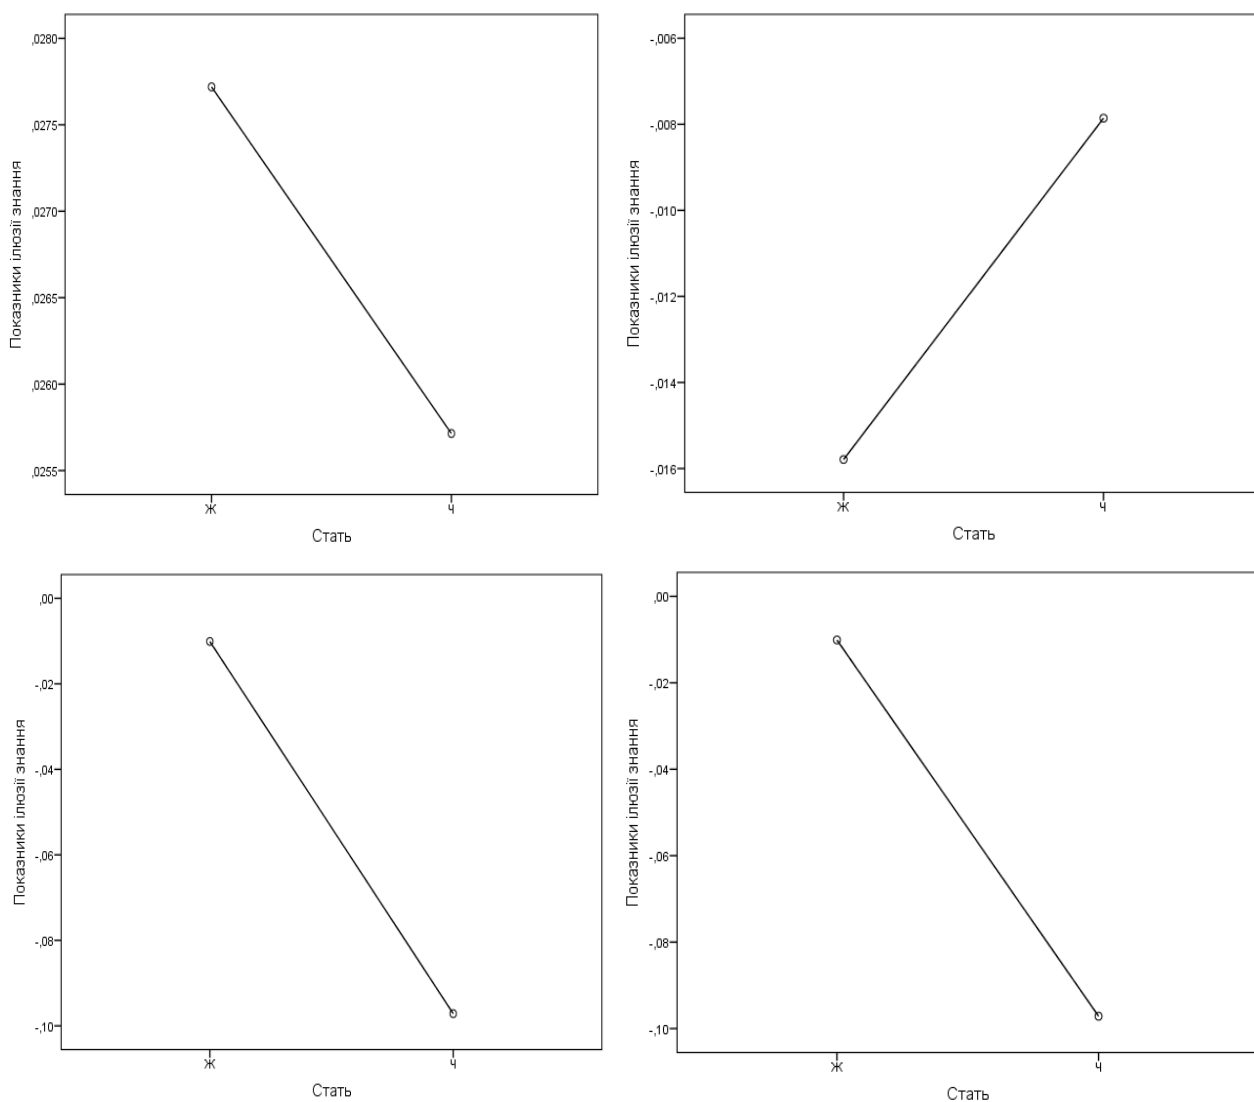 Показники ілюзії знання
,0280
,0275
,0270
,0265
,0260
,0255
ж
ч
Стать
Показники ілюзії знання
-,006
-,008
-,010
-,012
-,014
-,016
ж
ч
Стать
Показники ілюзії знання
,00
-,02
-,04
-,06
-,08
-,10
ж
ч
Стать
Показники ілюзії знання
,00
-,02
-,04
-,06
-,08
-,10
ж
ч
Стать